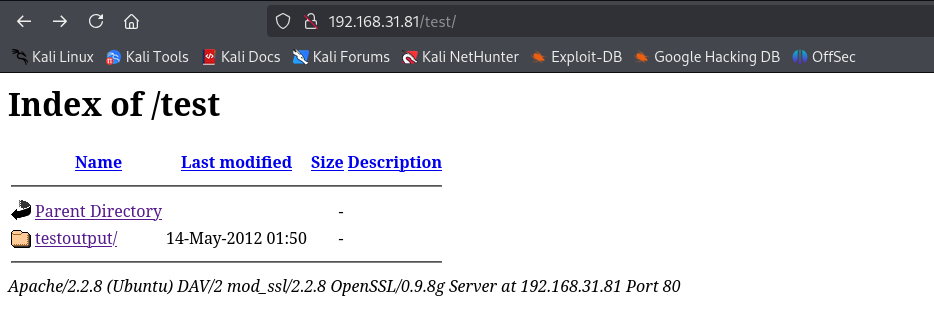 192.168.31.81/test/
Kali Linux Kali Tools Kali Docs Kali Forums Kali NetHunter Exploit-DB Google Hacking DB OffSec
Index of /test
Name Last modified Size Description
Parent Directory -
testoutput/ 14-May-2012 01:50 -
Apache/2.2.8 (Ubuntu) DAV/2 mod_ssl/2.2.8 OpenSSL/0.9.8g Server at 192.168.31.81 Port 80